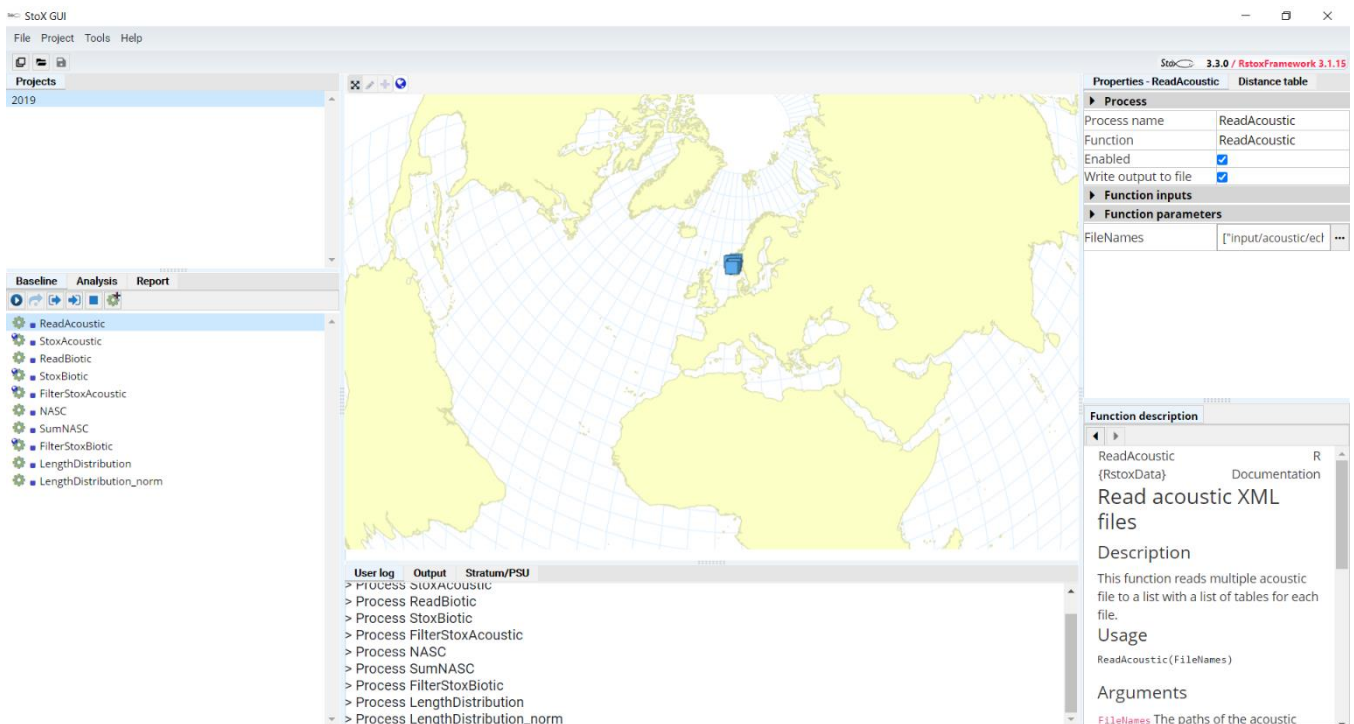 StoX GUI
File Project Tools Help
StoX 3.3.0 / RstoxFramework 3.1.15
Projects
2019
Baseline Analysis Report
ReadAcoustic
StoxAcoustic
ReadBiotic
StoxBiotic
FilterStoxAcoustic
NASC
SumNASC
FilterStoxBiotic
LengthDistribution
LengthDistribution_norm
User log Output Stratum/PSU
> Process StoxAcoustic
> Process ReadBiotic
> Process StoxBiotic
> Process FilterStoxAcoustic
> Process NASC
> Process SumNASC
> Process FilterStoxBiotic
> Process LengthDistribution
> Process LengthDistribution_norm
Properties - ReadAcoustic Distance table
Process
Process name ReadAcoustic
Function ReadAcoustic
Enabled
Write output to file
Function inputs
Function parameters
FileNames ["input/acoustic/ech ...
Function description
ReadAcoustic R
{RstoxData} Documentation
Read acoustic XML
files
Description
This function reads multiple acoustic
file to a list with a list of tables for each
file.
Usage
ReadAcoustic(FileNames)
Arguments
FileNames The paths of the acoustic